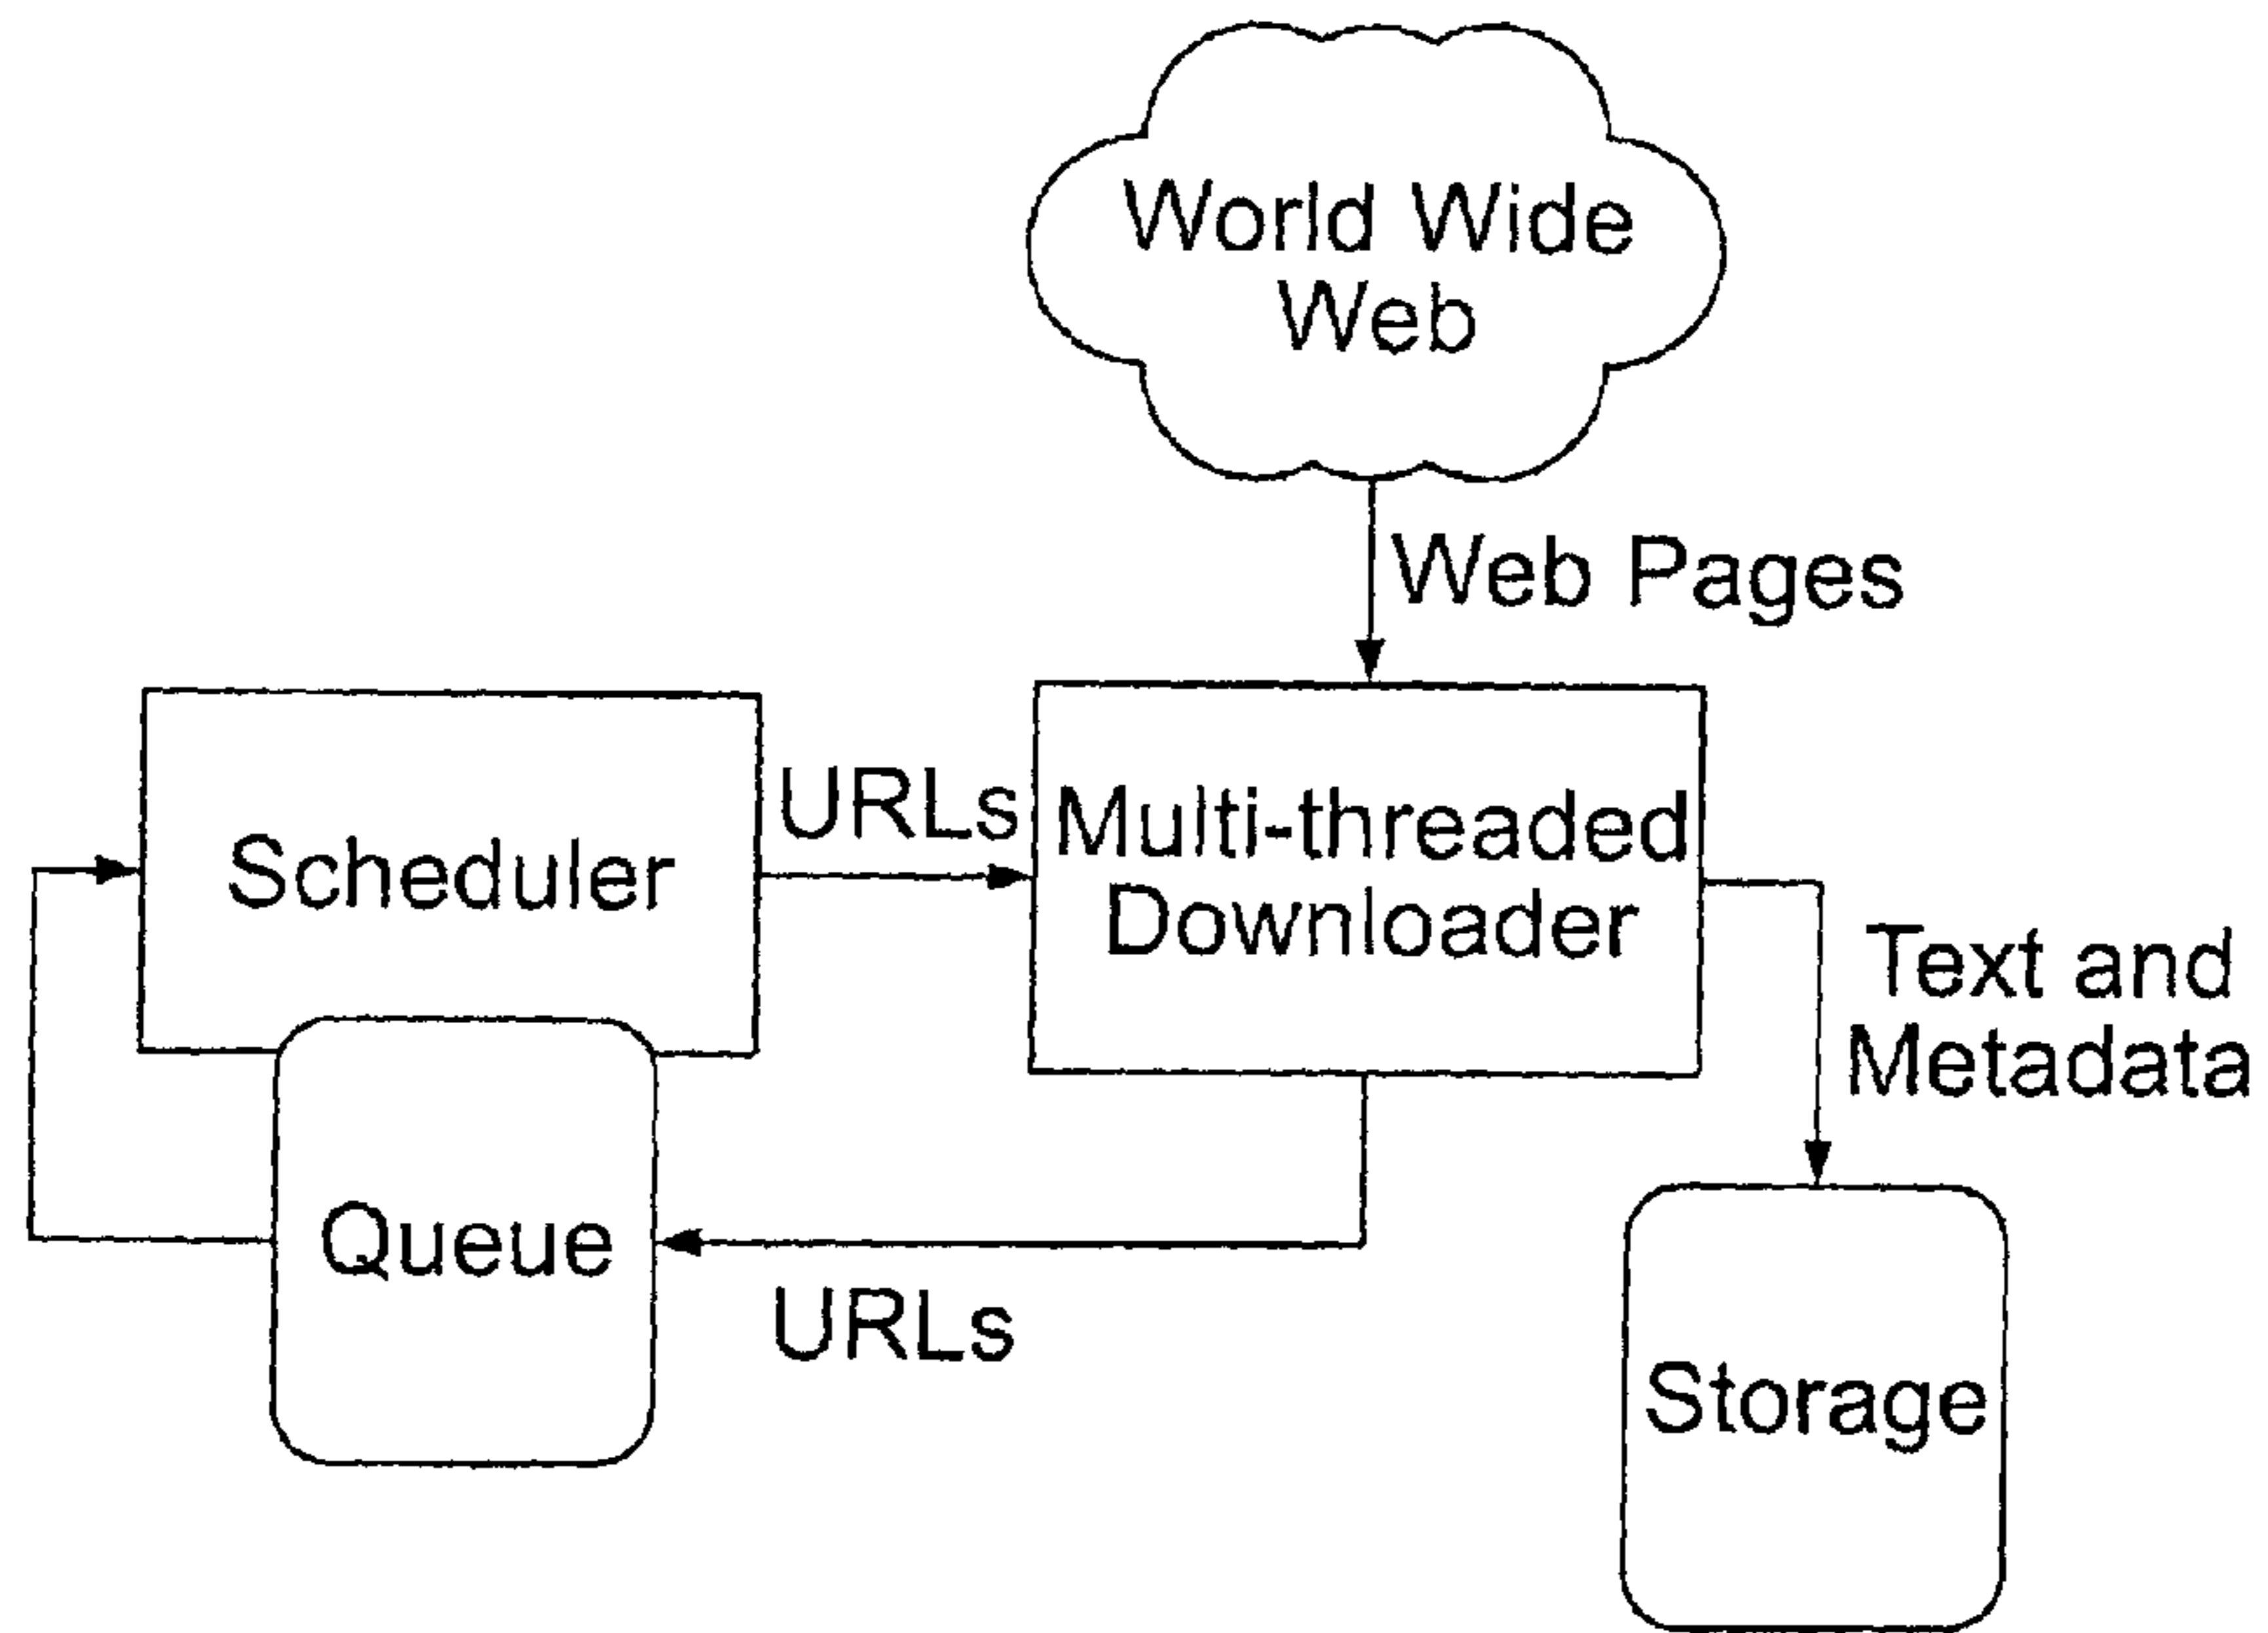 World Wide
Web
Web Pages
Scheduler
URLs
Multi-threaded
Downloader
Text and
Metadata
Queue
URLs
Storage